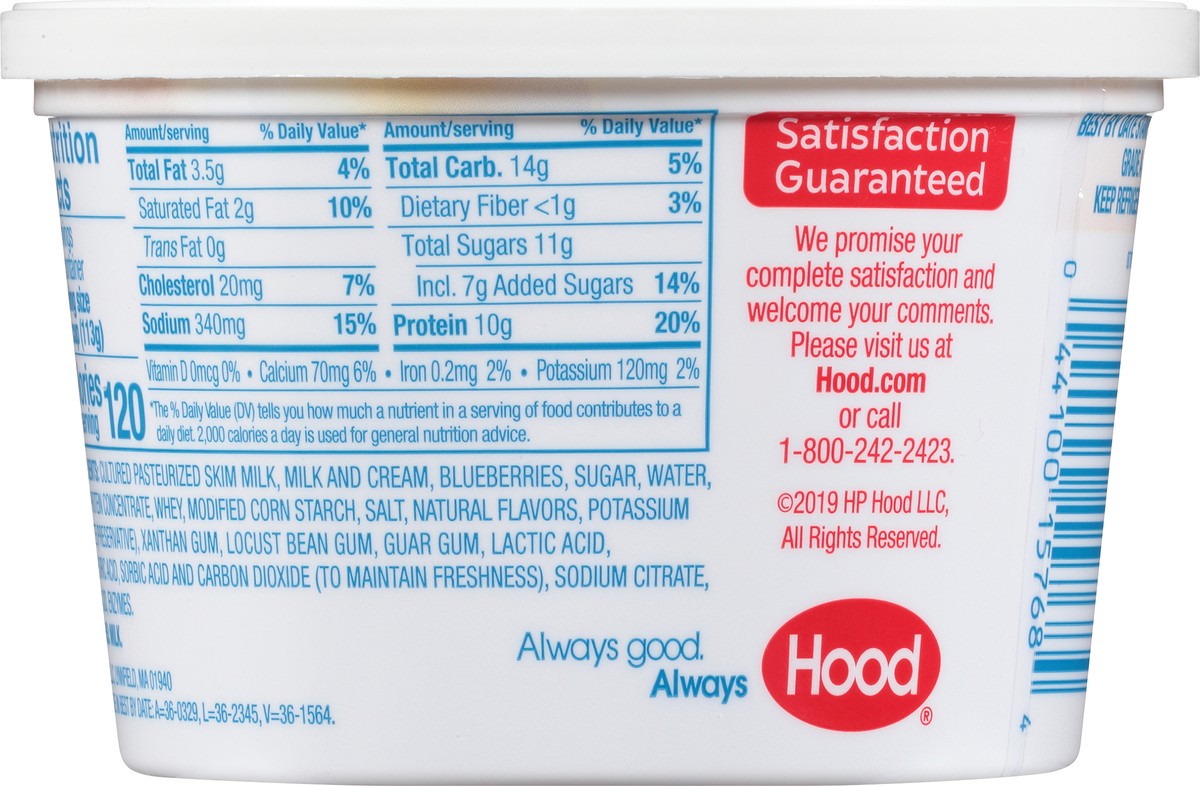 Amount/serving % Daily Value* Amount/serving % Daily Value*
Total Fat 3.5g 4% Total Carb. 14g 5%
Saturated Fat 2g 10% Dietary Fiber <1g 3%
Trans Fat 0g Total Sugars 11g
Cholesterol 20mg 7% Incl. 7g Added Sugars 14%
Sodium 340mg 15% Protein 10g 20%
Vitamin D 0mcg 0% • Calcium 70mg 6% • Iron 0.2mg 2% • Potassium 120mg 2%
(113g)
120
*The % Daily Value (DV) tells you how much a nutrient in a serving of food contributes to a
daily diet. 2,000 calories a day is used for general nutrition advice.
CULTURED PASTEURIZED SKIM MILK, MILK AND CREAM, BLUEBERRIES, SUGAR, WATER,
CONCENTRATE, WHEY, MODIFIED CORN STARCH, SALT, NATURAL FLAVORS, POTASSIUM
XANTHAN GUM, LOCUST BEAN GUM, GUAR GUM, LACTIC ACID,
ACID, SORBIC ACID AND CARBON DIOXIDE (TO MAINTAIN FRESHNESS), SODIUM CITRATE,
ENZYMES.
MILK.
LYNNFIELD, MA 01940
BEST BY DATE: A=36-0329, L=36-2345, V=36-1564.
Always good.
Always
Hood®
Satisfaction
Guaranteed
We promise your
complete satisfaction and
welcome your comments.
Please visit us at
Hood.com
or call
1-800-242-2423.
©2019 HP Hood LLC,
All Rights Reserved.
BEST BY DATE
KEEP
0 44100 15768 4